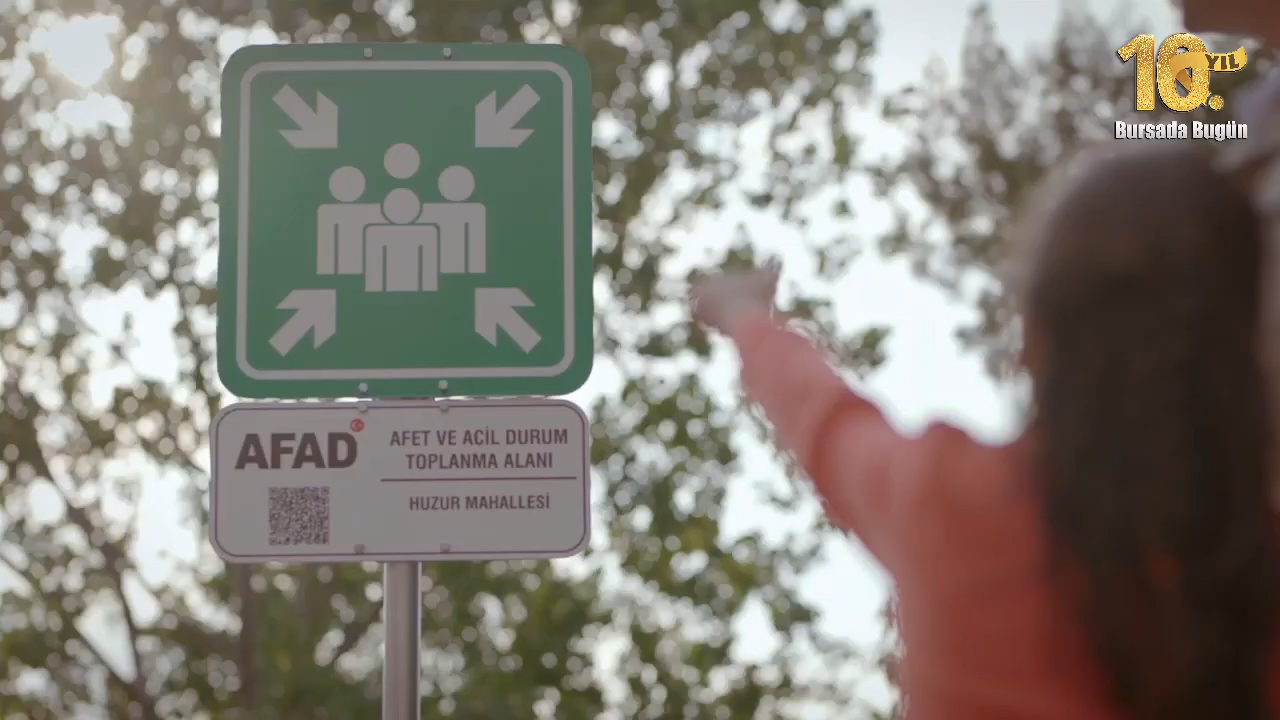 10.
YIL
Bursada Bugün
AFAD
AFET VE ACİL DURUM
TOPLANMA ALANI
HUZUR MAHALLESİ